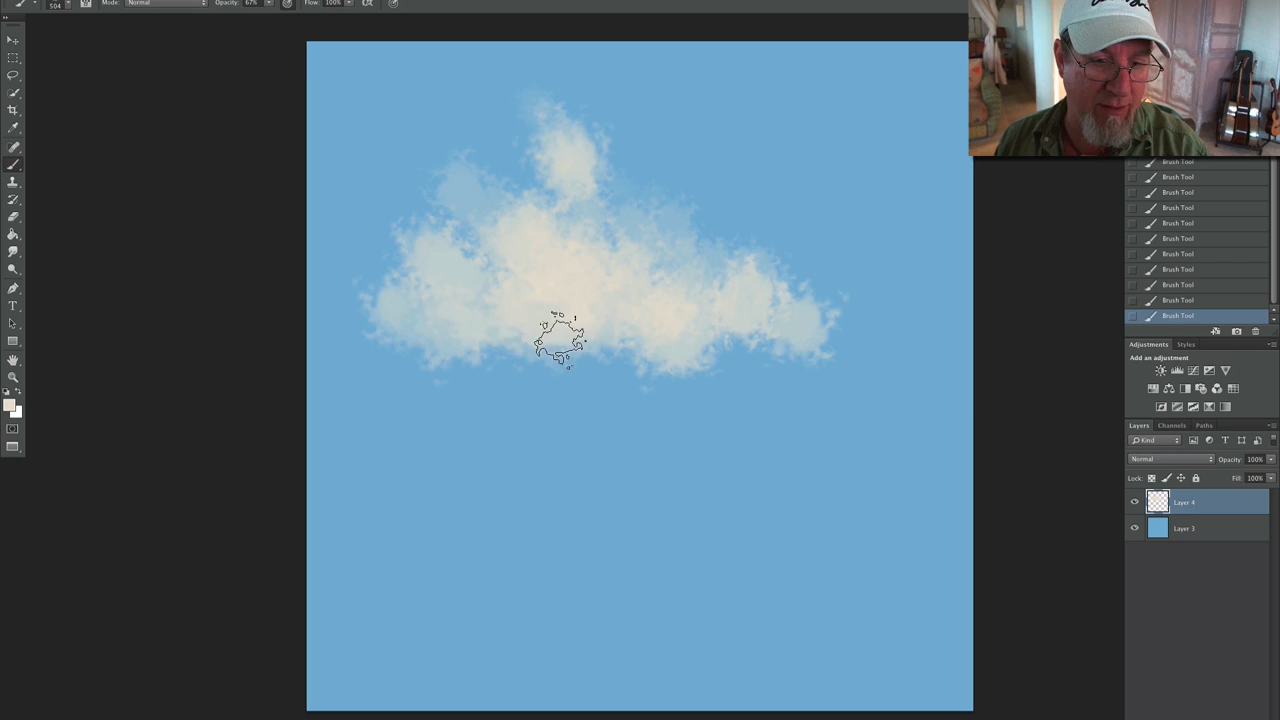 504 Mode: Normal Opacity: 67% Flow: 100%
Brush Tool
Brush Tool
Brush Tool
Brush Tool
Brush Tool
Brush Tool
Brush Tool
Brush Tool
Brush Tool
Brush Tool
Brush Tool
Adjustments Styles
Add an adjustment
Layers Channels Paths
Kind
Normal Opacity: 100%
Lock: Fill: 100%
Layer 4
Layer 3